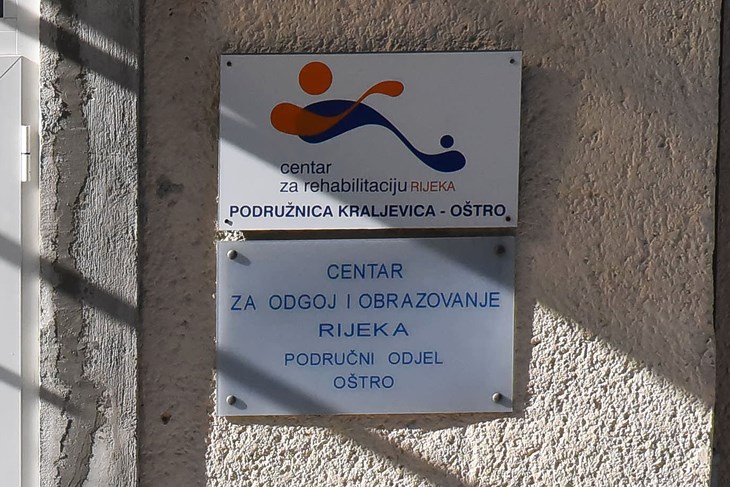 centar
za rehabilitaciju RIJEKA
PODRUŽNICA KRALJEVICA - OŠTRO
CENTAR
ZA ODGOJ I OBRAZOVANJE
RIJEKA
PODRUČNI ODJEL
OŠTRO